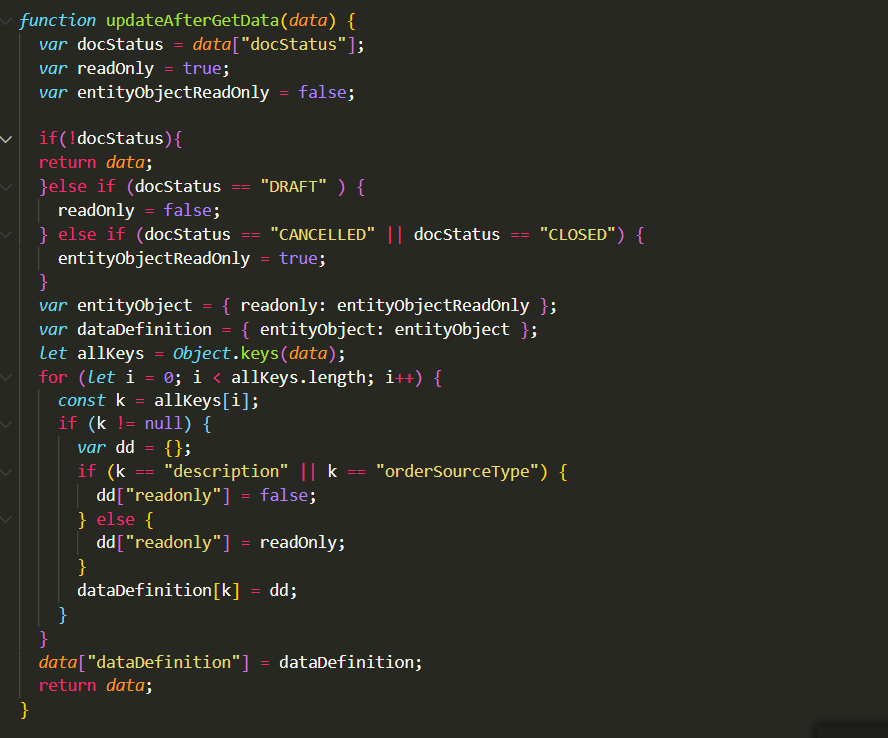 function updateAfterGetData(data) {
  var docStatus = data["docStatus"];
  var readOnly = true;
  var entityObjectReadOnly = false;

  if(!docStatus){
  return data;
  }else if (docStatus == "DRAFT" ) {
    readOnly = false;
  } else if (docStatus == "CANCELLED" || docStatus == "CLOSED") {
    entityObjectReadOnly = true;
  }
  var entityObject = { readonly: entityObjectReadOnly };
  var dataDefinition = { entityObject: entityObject };
  let allKeys = Object.keys(data);
  for (let i = 0; i < allKeys.length; i++) {
    const k = allKeys[i];
    if (k != null) {
      var dd = {};
      if (k == "description" || k == "orderSourceType") {
        dd["readonly"] = false;
      } else {
        dd["readonly"] = readOnly;
      }
      dataDefinition[k] = dd;
    }
  }
  data["dataDefinition"] = dataDefinition;
  return data;
}